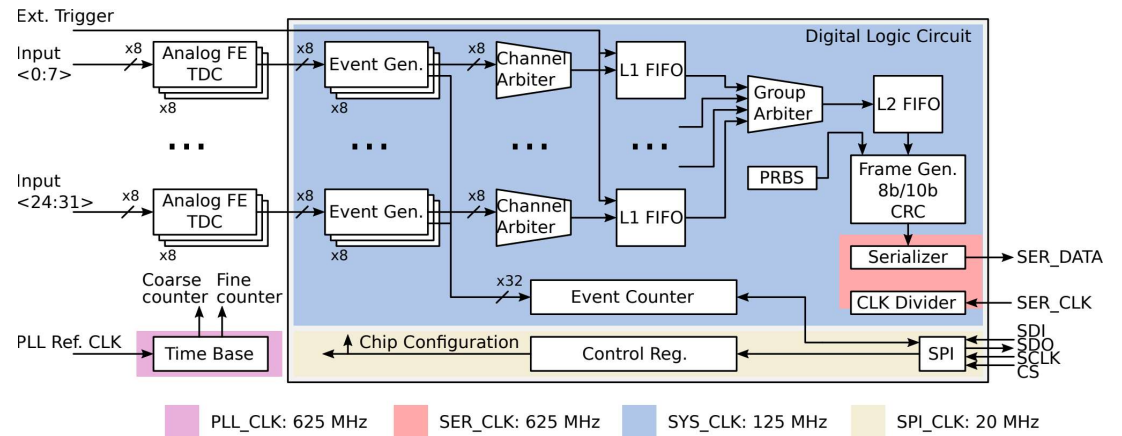 Ext. Trigger
Digital Logic Circuit
Input
<0:7>
x8
Analog FE
TDC
x8
x8
Event Gen.
x8
x8
Channel
Arbiter
L1 FIFO
Group
Arbiter
L2 FIFO
...
...
...
...
PRBS
Frame Gen.
8b/10b
CRC
Input
<24:31>
x8
Analog FE
TDC
x8
x8
Event Gen.
x8
x8
Channel
Arbiter
L1 FIFO
Serializer
SER_DATA
Coarse
counter
Fine
counter
x32
Event Counter
CLK Divider
SER_CLK
PLL Ref. CLK
Time Base
Chip Configuration
Control Reg.
SPI
SDI
SDO
SCLK
CS
PLL_CLK: 625 MHz
SER_CLK: 625 MHz
SYS_CLK: 125 MHz
SPI_CLK: 20 MHz